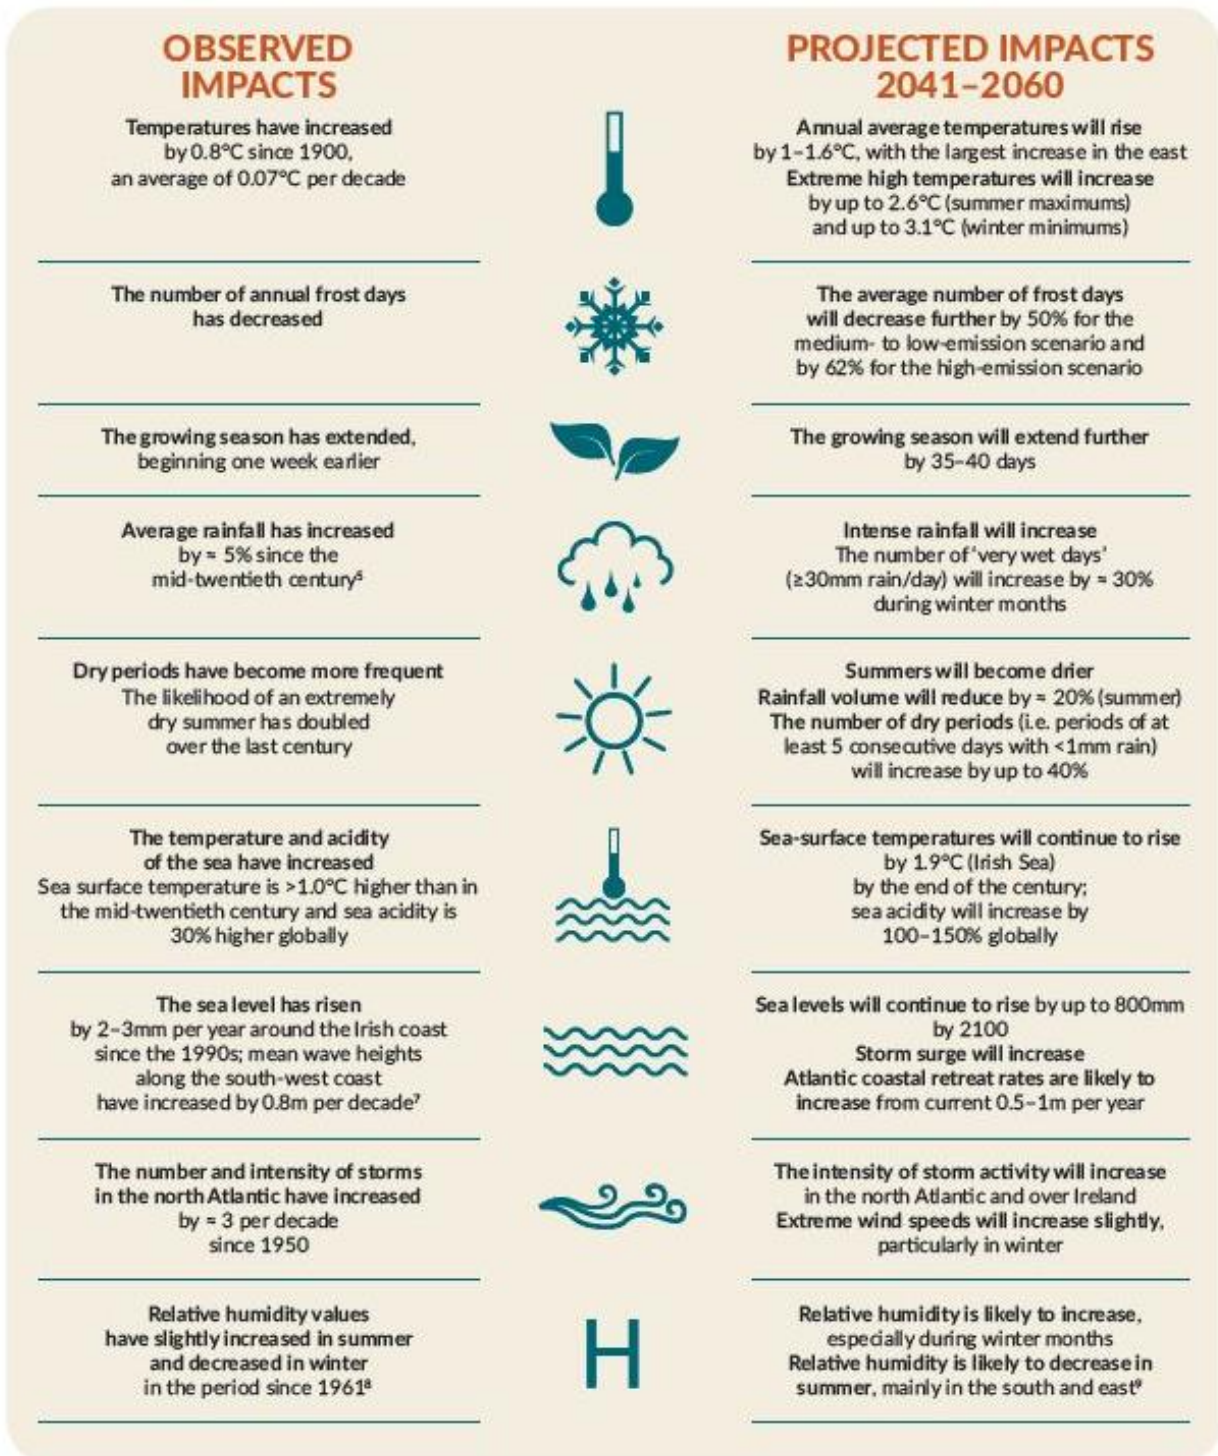 OBSERVED
IMPACTS
PROJECTED IMPACTS
2041–2060
Temperatures have increased
by 0.8°C since 1900,
an average of 0.07°C per decade
Annual average temperatures will rise
by 1–1.6°C, with the largest increase in the east
Extreme high temperatures will increase
by up to 2.6°C (summer maximums)
and up to 3.1°C (winter minimums)
The number of annual frost days
has decreased
The average number of frost days
will decrease further by 50% for the
medium- to low-emission scenario and
by 62% for the high-emission scenario
The growing season has extended,
beginning one week earlier
The growing season will extend further
by 35–40 days
Average rainfall has increased
by ≈ 5% since the
mid-twentieth century⁵
Intense rainfall will increase
The number of ‘very wet days’
(≥30mm rain/day) will increase by ≈ 30%
during winter months
Dry periods have become more frequent
The likelihood of an extremely
dry summer has doubled
over the last century
Summers will become drier
Rainfall volume will reduce by ≈ 20% (summer)
The number of dry periods (i.e. periods of at
least 5 consecutive days with <1mm rain)
will increase by up to 40%
The temperature and acidity
of the sea have increased
Sea surface temperature is >1.0°C higher than in
the mid-twentieth century and sea acidity is
30% higher globally
Sea-surface temperatures will continue to rise
by 1.9°C (Irish Sea)
by the end of the century;
sea acidity will increase by
100–150% globally
The sea level has risen
by 2–3mm per year around the Irish coast
since the 1990s; mean wave heights
along the south-west coast
have increased by 0.8m per decade⁷
Sea levels will continue to rise by up to 800mm
by 2100
Storm surge will increase
Atlantic coastal retreat rates are likely to
increase from current 0.5–1m per year
The number and intensity of storms
in the north Atlantic have increased
by ≈ 3 per decade
since 1950
The intensity of storm activity will increase
in the north Atlantic and over Ireland
Extreme wind speeds will increase slightly,
particularly in winter
Relative humidity values
have slightly increased in summer
and decreased in winter
in the period since 1961⁸
H
Relative humidity is likely to increase,
especially during winter months
Relative humidity is likely to decrease in
summer, mainly in the south and east⁹